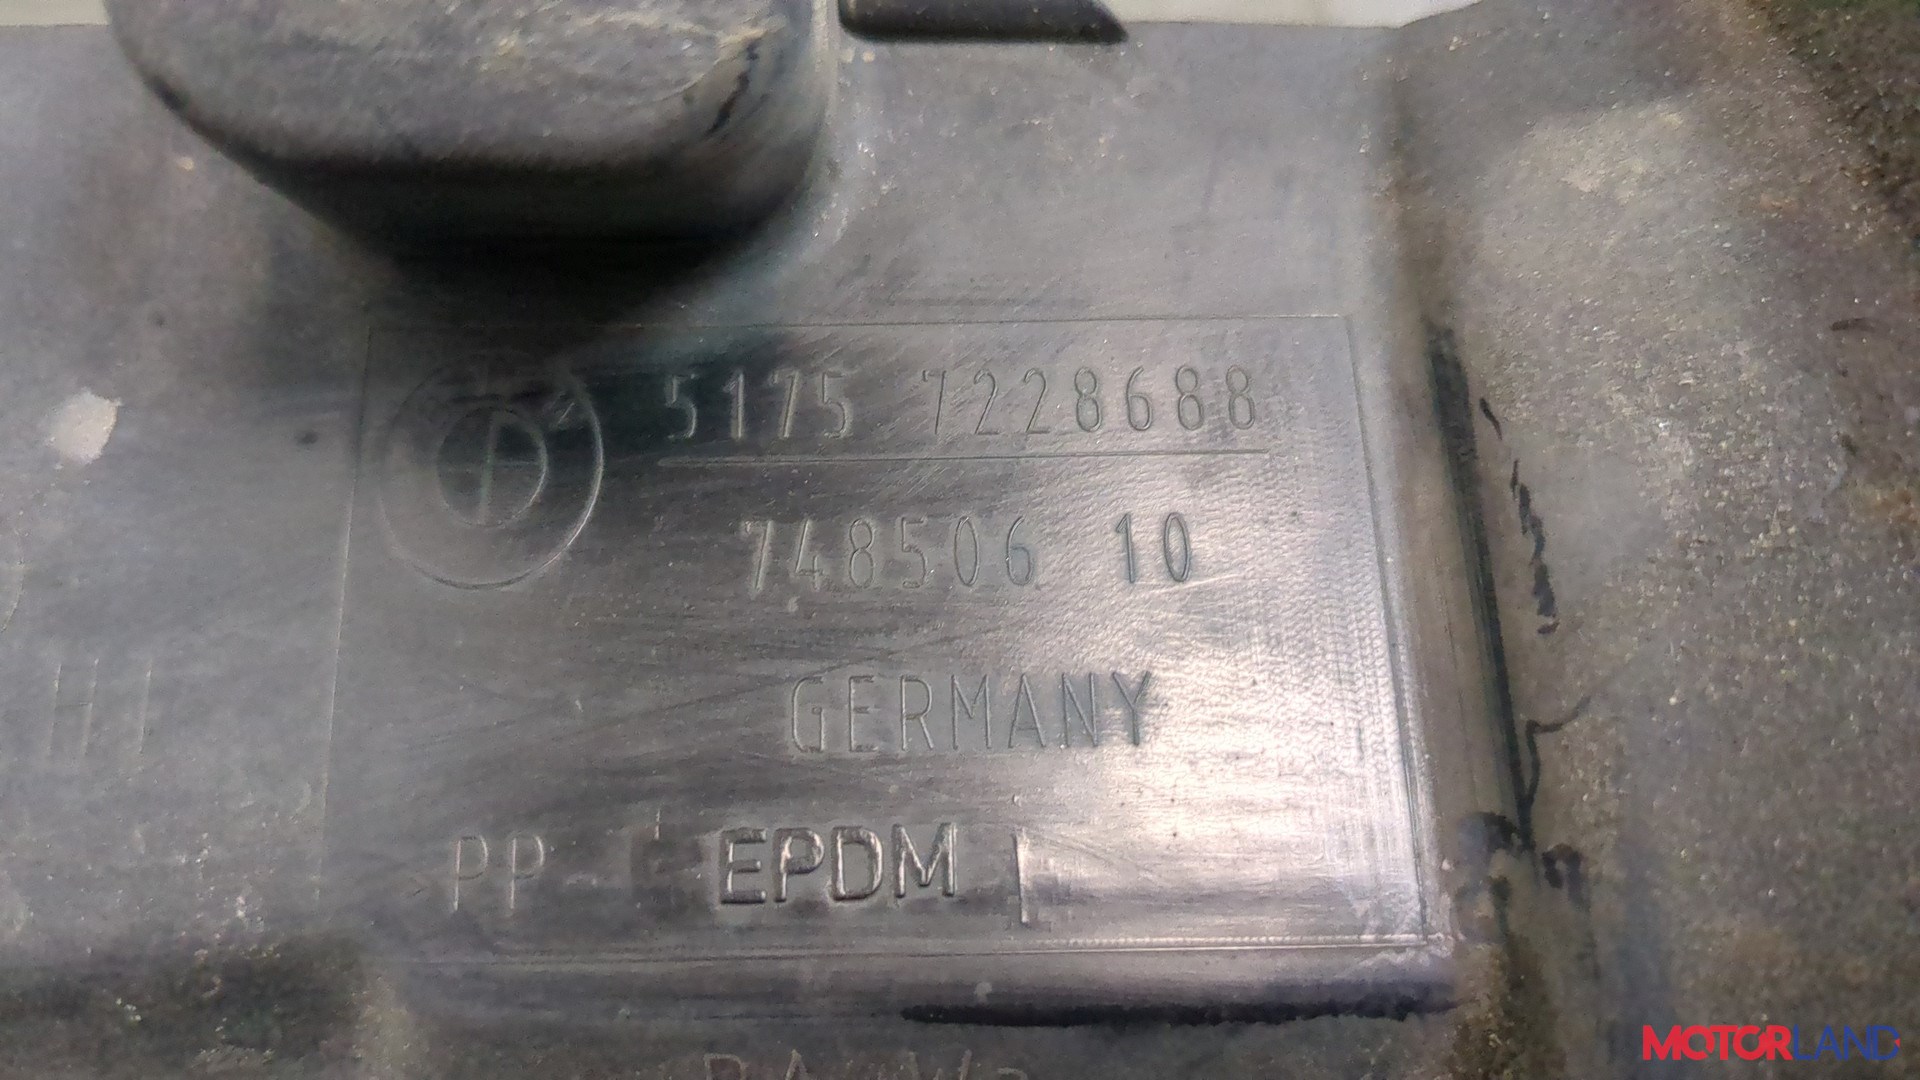 5175 7228688
748506 10
GERMANY
PP-
EPDM
MOTORLAND